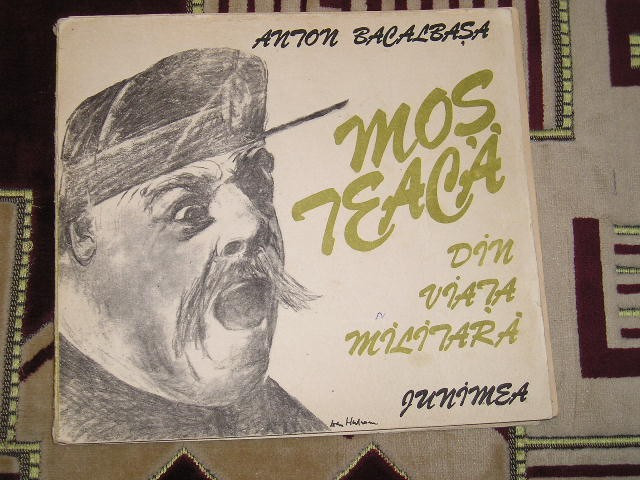 ANTON BACALBAȘA
MOȘ
TEACĂ
DIN
VIAȚA
MILITARĂ
JUNIMEA